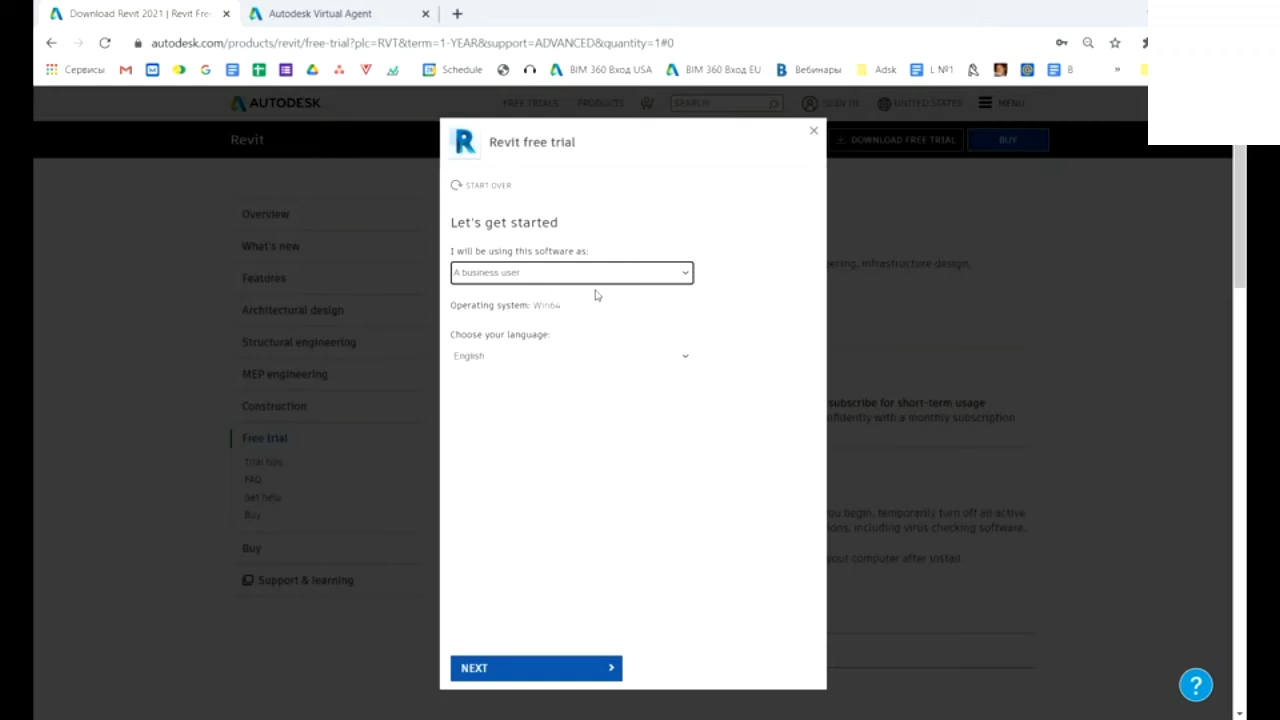 Download Revit 2021 | Revit Fre
Autodesk Virtual Agent
autodesk.com/products/revit/free-trial?plc=RVT&term=1-YEAR&support=ADVANCED&quantity=1#0
Сервисы
Schedule
BIM 360 Вход USA
BIM 360 Вход EU
Вебинары
Adsk
L №1
В
»
AUTODESK
FREE TRIALS
PRODUCTS
SEARCH
SIGN IN
UNITED STATES
MENU
Revit
DOWNLOAD FREE TRIAL
BUY
Overview
What's new
Features
Architectural design
Structural engineering
MEP engineering
Construction
Free trial
Trial tips
FAQ
Get help
Buy
Buy
Support & learning
Revit free trial
START OVER
Let's get started
I will be using this software as:
A business user
Operating system: Win64
Choose your language:
English
NEXT
ering, infrastructure design,
subscribe for short-term usage
nfidently with a monthly subscription
ou begin, temporarily turn off all active
ons, including virus checking software.
your computer after install.
?